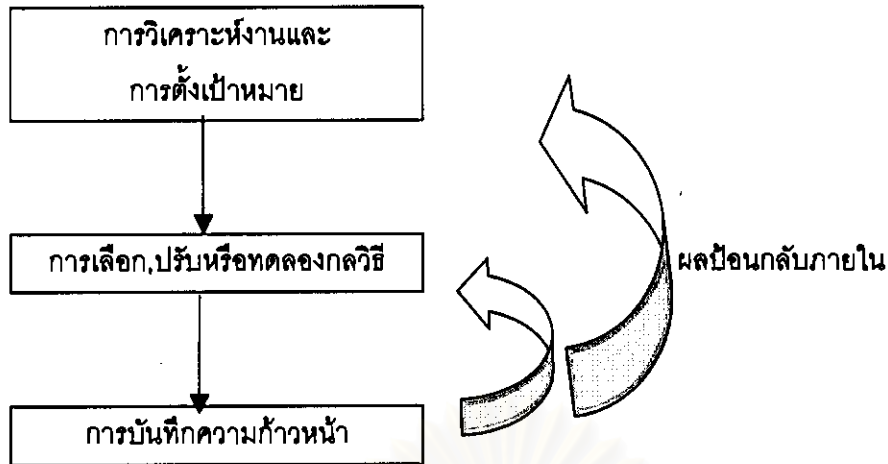 การวิเคราะห์งานและ
การตั้งเป้าหมาย
การเลือก,ปรับหรือทดลองกลวิธี
ผลป้อนกลับภายใน
การบันทึกความก้าวหน้า